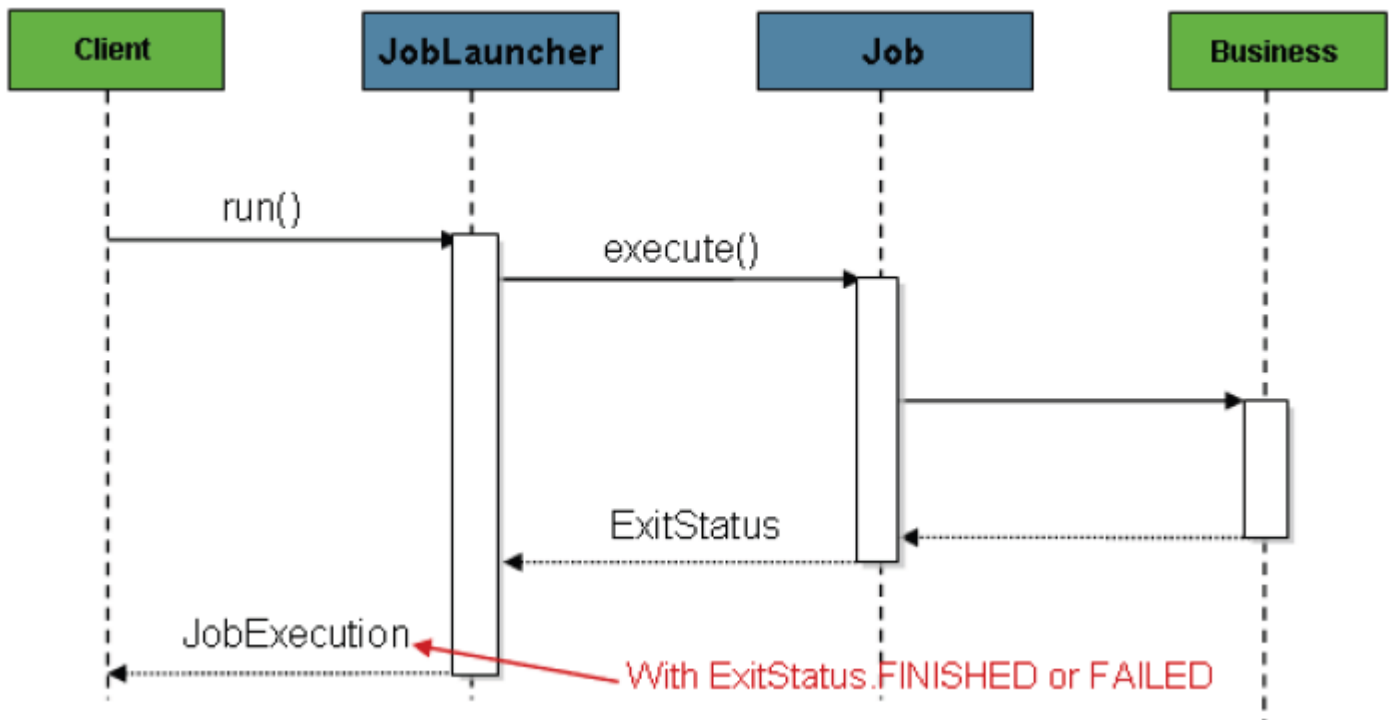 Client
JobLauncher
Job
Business
run()
execute()
ExitStatus
JobExecution
With ExitStatus.FINISHED or FAILED